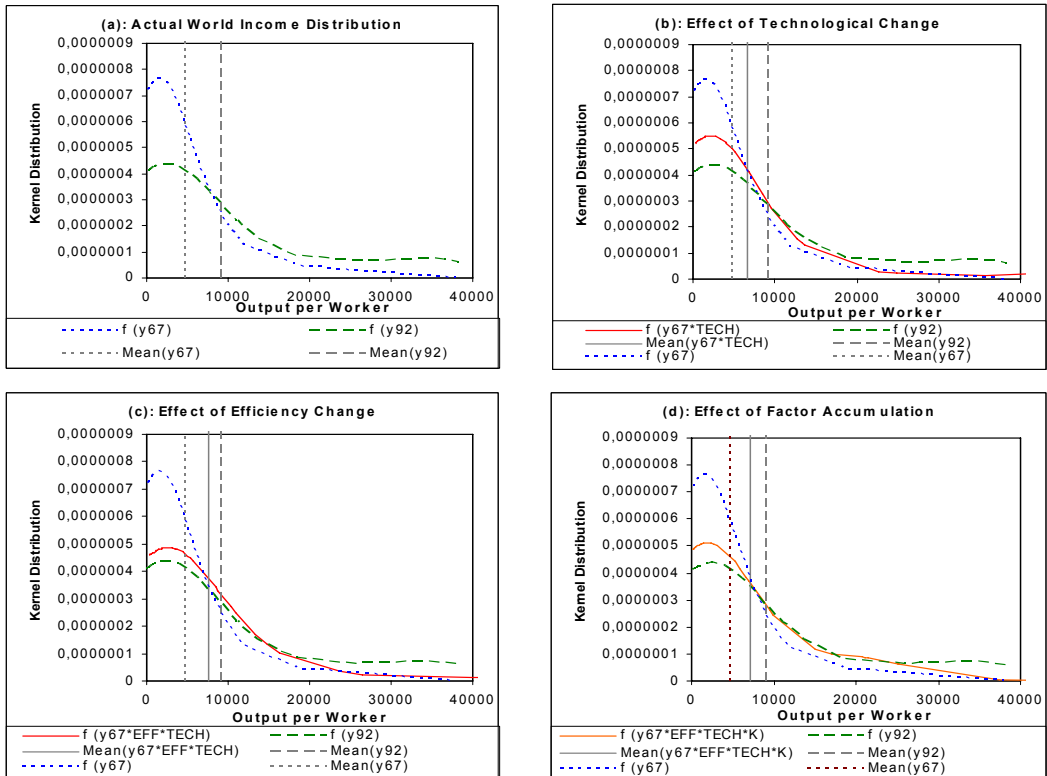 (a): Actual World Income Distribution
Kernel Distribution
0,0000009
0,0000008
0,0000007
0,0000006
0,0000005
0,0000004
0,0000003
0,0000002
0,0000001
0
0 10000 20000 30000 40000
Output per Worker
f (y67) f (y92)
Mean(y67) Mean(y92)
(b): Effect of Technological Change
Kernel Distribution
0,0000009
0,0000008
0,0000007
0,0000006
0,0000005
0,0000004
0,0000003
0,0000002
0,0000001
0
0 10000 20000 30000 40000
Output per Worker
f (y67*TECH) f (y92)
Mean(y67*TECH) Mean(y92)
f (y67) Mean(y67)
(c): Effect of Efficiency Change
Kernel Distribution
0,0000009
0,0000008
0,0000007
0,0000006
0,0000005
0,0000004
0,0000003
0,0000002
0,0000001
0
0 10000 20000 30000 40000
Output per Worker
f (y67*EFF*TECH) f (y92)
Mean(y67*EFF*TECH) Mean(y92)
f (y67) Mean(y67)
(d): Effect of Factor Accumulation
Kernel Distribution
0,0000009
0,0000008
0,0000007
0,0000006
0,0000005
0,0000004
0,0000003
0,0000002
0,0000001
0
0 10000 20000 30000 40000
Output per Worker
f (y67*EFF*TECH*K) f (y92)
Mean(y67*EFF*TECH*K) Mean(y92)
f (y67) Mean(y67)